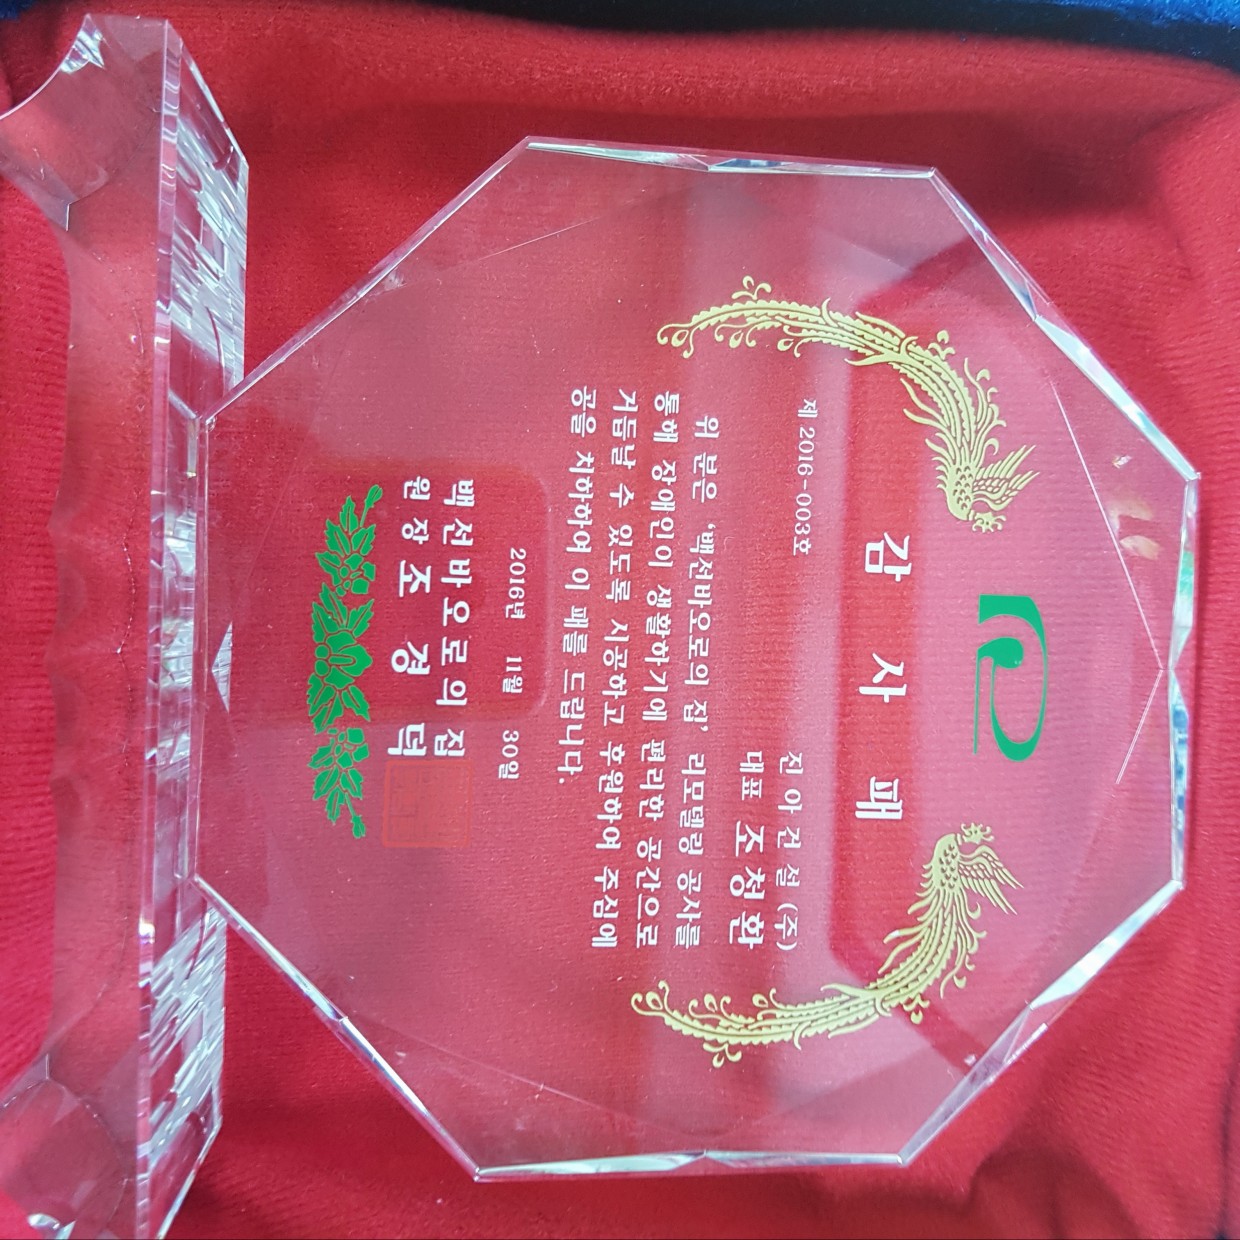 감 사 패
제 2016-003호
진아건설(주)
대표 조청환
위 분은 '백선바오로의 집' 리모델링 공사를
통해 장애인이 생활하기에 편리한 공간으로
거듭날 수 있도록 시공하고 후원하여 주심에
공을 치하하여 이 패를 드립니다.
2016년 11월 30일
백선바오로의집
원장 조 경 덕